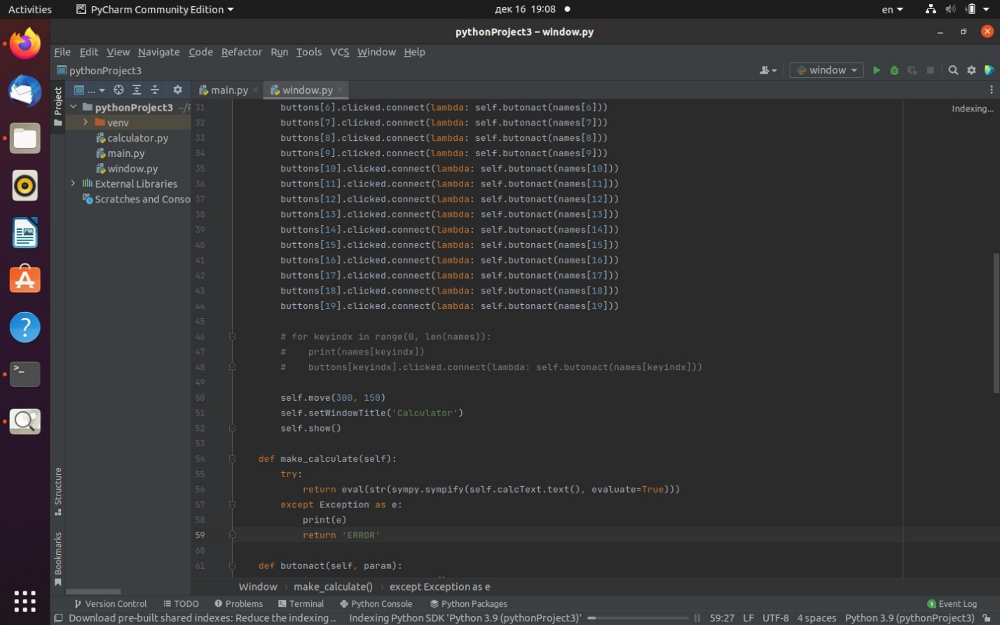 Activities PyCharm Community Edition дек 16 19:08 en
pythonProject3 – window.py
File Edit View Navigate Code Refactor Run Tools VCS Window Help
pythonProject3 window
Project ... main.py window.py
pythonProject3 ~/P
venv
calculator.py
main.py
window.py
External Libraries
Scratches and Conso
Indexing...
31 buttons[6].clicked.connect(lambda: self.butonact(names[6]))
32 buttons[7].clicked.connect(lambda: self.butonact(names[7]))
33 buttons[8].clicked.connect(lambda: self.butonact(names[8]))
34 buttons[9].clicked.connect(lambda: self.butonact(names[9]))
35 buttons[10].clicked.connect(lambda: self.butonact(names[10]))
36 buttons[11].clicked.connect(lambda: self.butonact(names[11]))
37 buttons[12].clicked.connect(lambda: self.butonact(names[12]))
38 buttons[13].clicked.connect(lambda: self.butonact(names[13]))
39 buttons[14].clicked.connect(lambda: self.butonact(names[14]))
40 buttons[15].clicked.connect(lambda: self.butonact(names[15]))
41 buttons[16].clicked.connect(lambda: self.butonact(names[16]))
42 buttons[17].clicked.connect(lambda: self.butonact(names[17]))
43 buttons[18].clicked.connect(lambda: self.butonact(names[18]))
44 buttons[19].clicked.connect(lambda: self.butonact(names[19]))
45
46 # for keyindx in range(0, len(names)):
47 #    print(names[keyindx])
48 #    buttons[keyindx].clicked.connect(lambda: self.butonact(names[keyindx]))
49
50 self.move(300, 150)
51 self.setWindowTitle('Calculator')
52 self.show()
53
54 def make_calculate(self):
55 try:
56 return eval(str(sympy.sympify(self.calcText.text(), evaluate=True)))
57 except Exception as e:
58 print(e)
59 return 'ERROR'
60
61 def butonact(self, param):
Structure
Bookmarks
Window › make_calculate() › except Exception as e
Version Control TODO Problems Terminal Python Console Python Packages 1 Event Log
Download pre-built shared indexes: Reduce the indexing .. Indexing Python SDK 'Python 3.9 (pythonProject3)' 59:27 LF UTF-8 4 spaces Python 3.9 (pythonProject3)